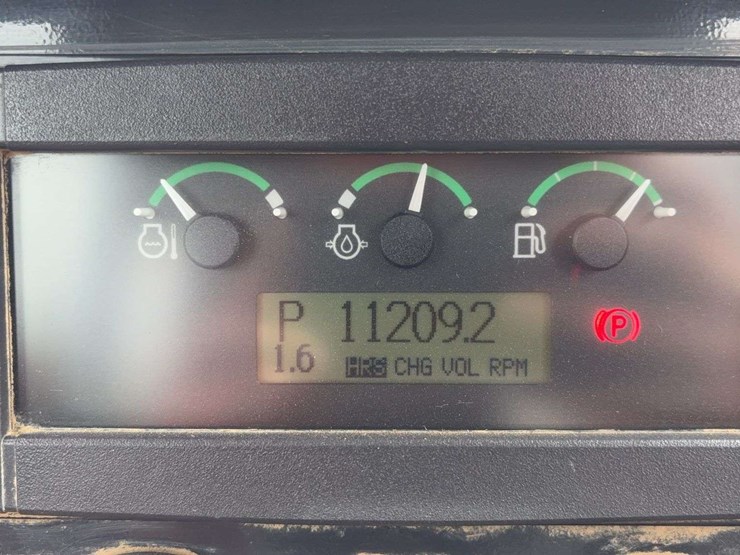 P 11209.2
1.6 HRS CHG VOL RPM
(P)